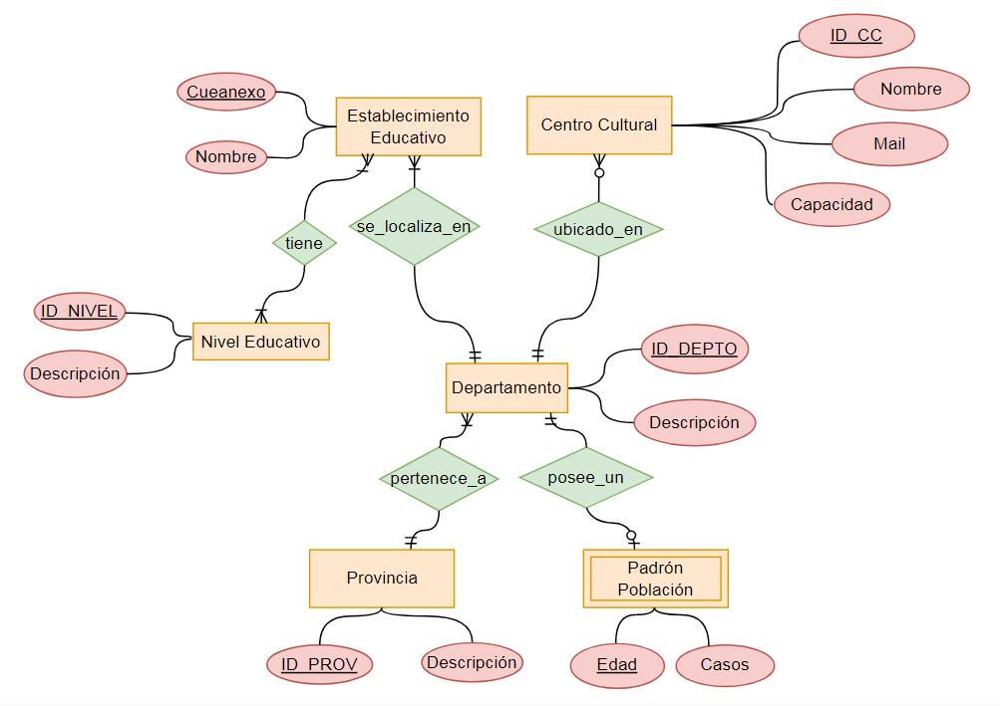 ID_CC
Cueanexo
Nombre
Establecimiento
Educativo
Centro Cultural
Mail
Nombre
Capacidad
se_localiza_en
ubicado_en
tiene
ID_NIVEL
Nivel Educativo
ID_DEPTO
Descripción
Departamento
Descripción
pertenece_a
posee_un
Provincia
Padrón
Población
ID_PROV
Descripción
Edad
Casos